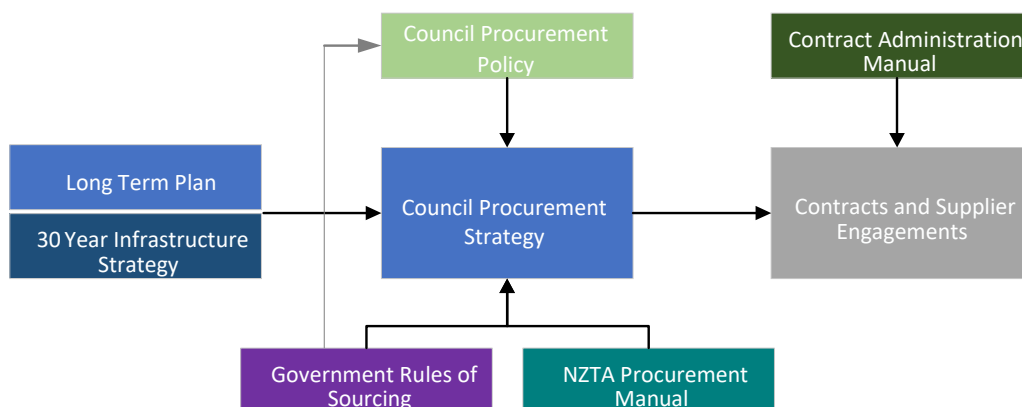 Council Procurement
Policy
Contract Administration
Manual
Long Term Plan
30 Year Infrastructure
Strategy
Council Procurement
Strategy
Contracts and Supplier
Engagements
Government Rules of
Sourcing
NZTA Procurement
Manual